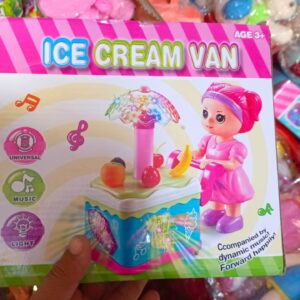 AGE 3+
ICE CREAM VAN
UNIVERSAL
MUSIC
LIGHT
Ccompanied by
dynamic music!
Forward happily!